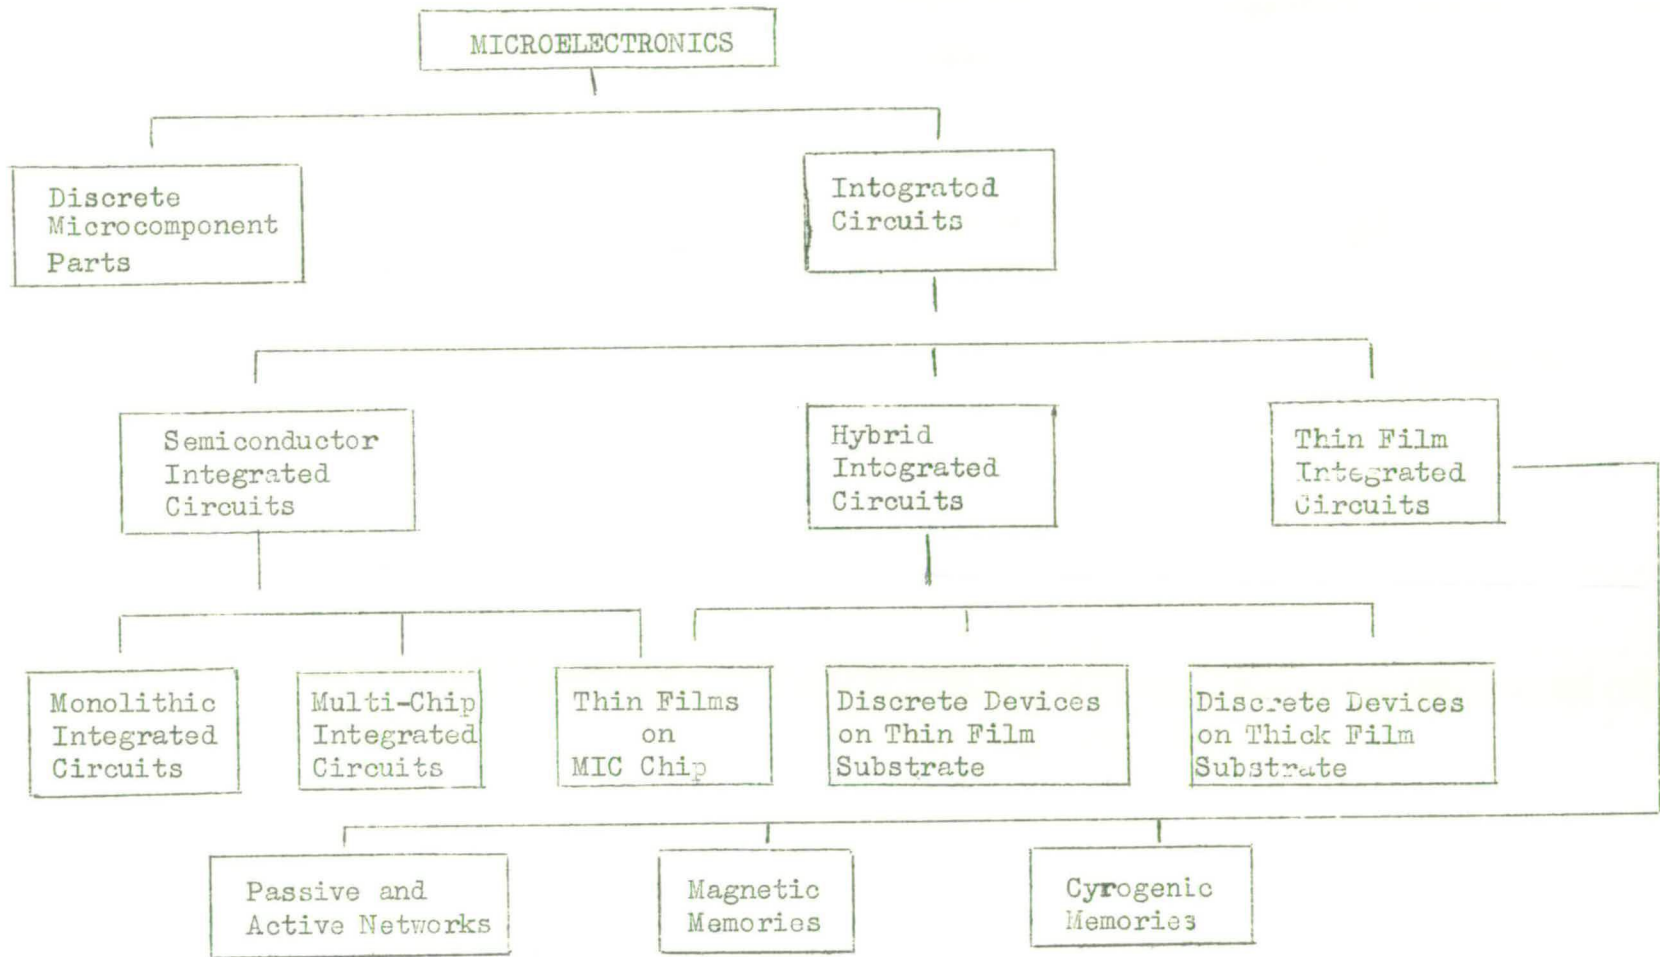 MICROELECTRONICS
Discrete
Microcomponent
Parts
Intograted
Circuits
Semiconductor
Integrated
Circuits
Hybrid
Intograted
Circuits
Thin Film
Integrated
Circuits
Monolithic
Integrated
Circuits
Multi-Chip
Integrated
Circuits
Thin Films
on
MIC Chip
Discrete Devices
on Thin Film
Substrate
Discrete Devices
on Thick Film
Substrate
Passive and
Active Networks
Magnetic
Memories
Cyrogenic
Memories